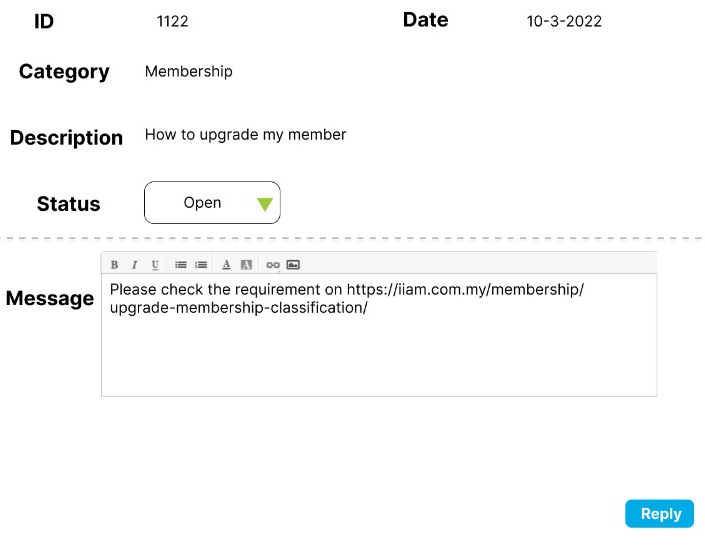 ID 1122 Date 10-3-2022
Category Membership
Description How to upgrade my member
Status Open
B I U A A
Message Please check the requirement on https://iiam.com.my/membership/
upgrade-membership-classification/
Reply